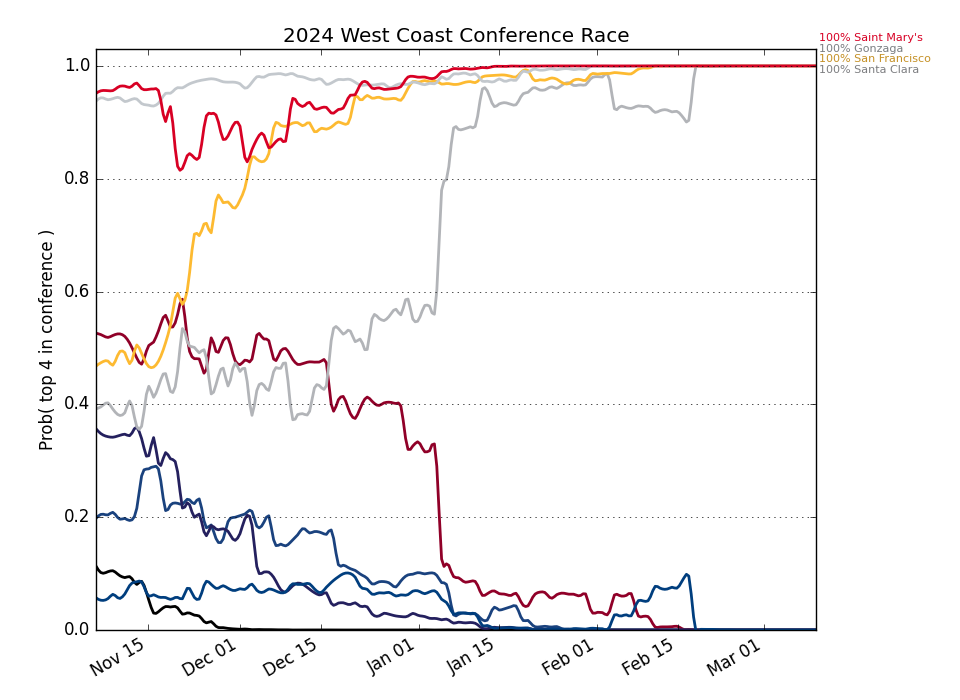 2024 West Coast Conference Race
100% Saint Mary's
100% Gonzaga
100% San Francisco
100% Santa Clara
1.0
0.8
0.6
0.4
0.2
0.0
Prob( top 4 in conference )
Nov 15
Dec 01
Dec 15
Jan 01
Jan 15
Feb 01
Feb 15
Mar 01